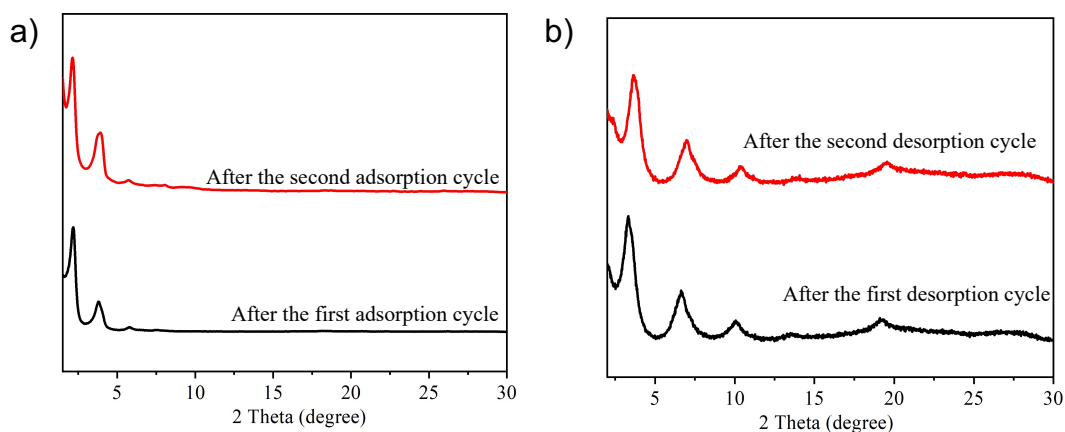 a)
After the second adsorption cycle
After the first adsorption cycle
5 10 15 20 25 30
2 Theta (degree)
b)
After the second desorption cycle
After the first desorption cycle
5 10 15 20 25 30
2 Theta (degree)